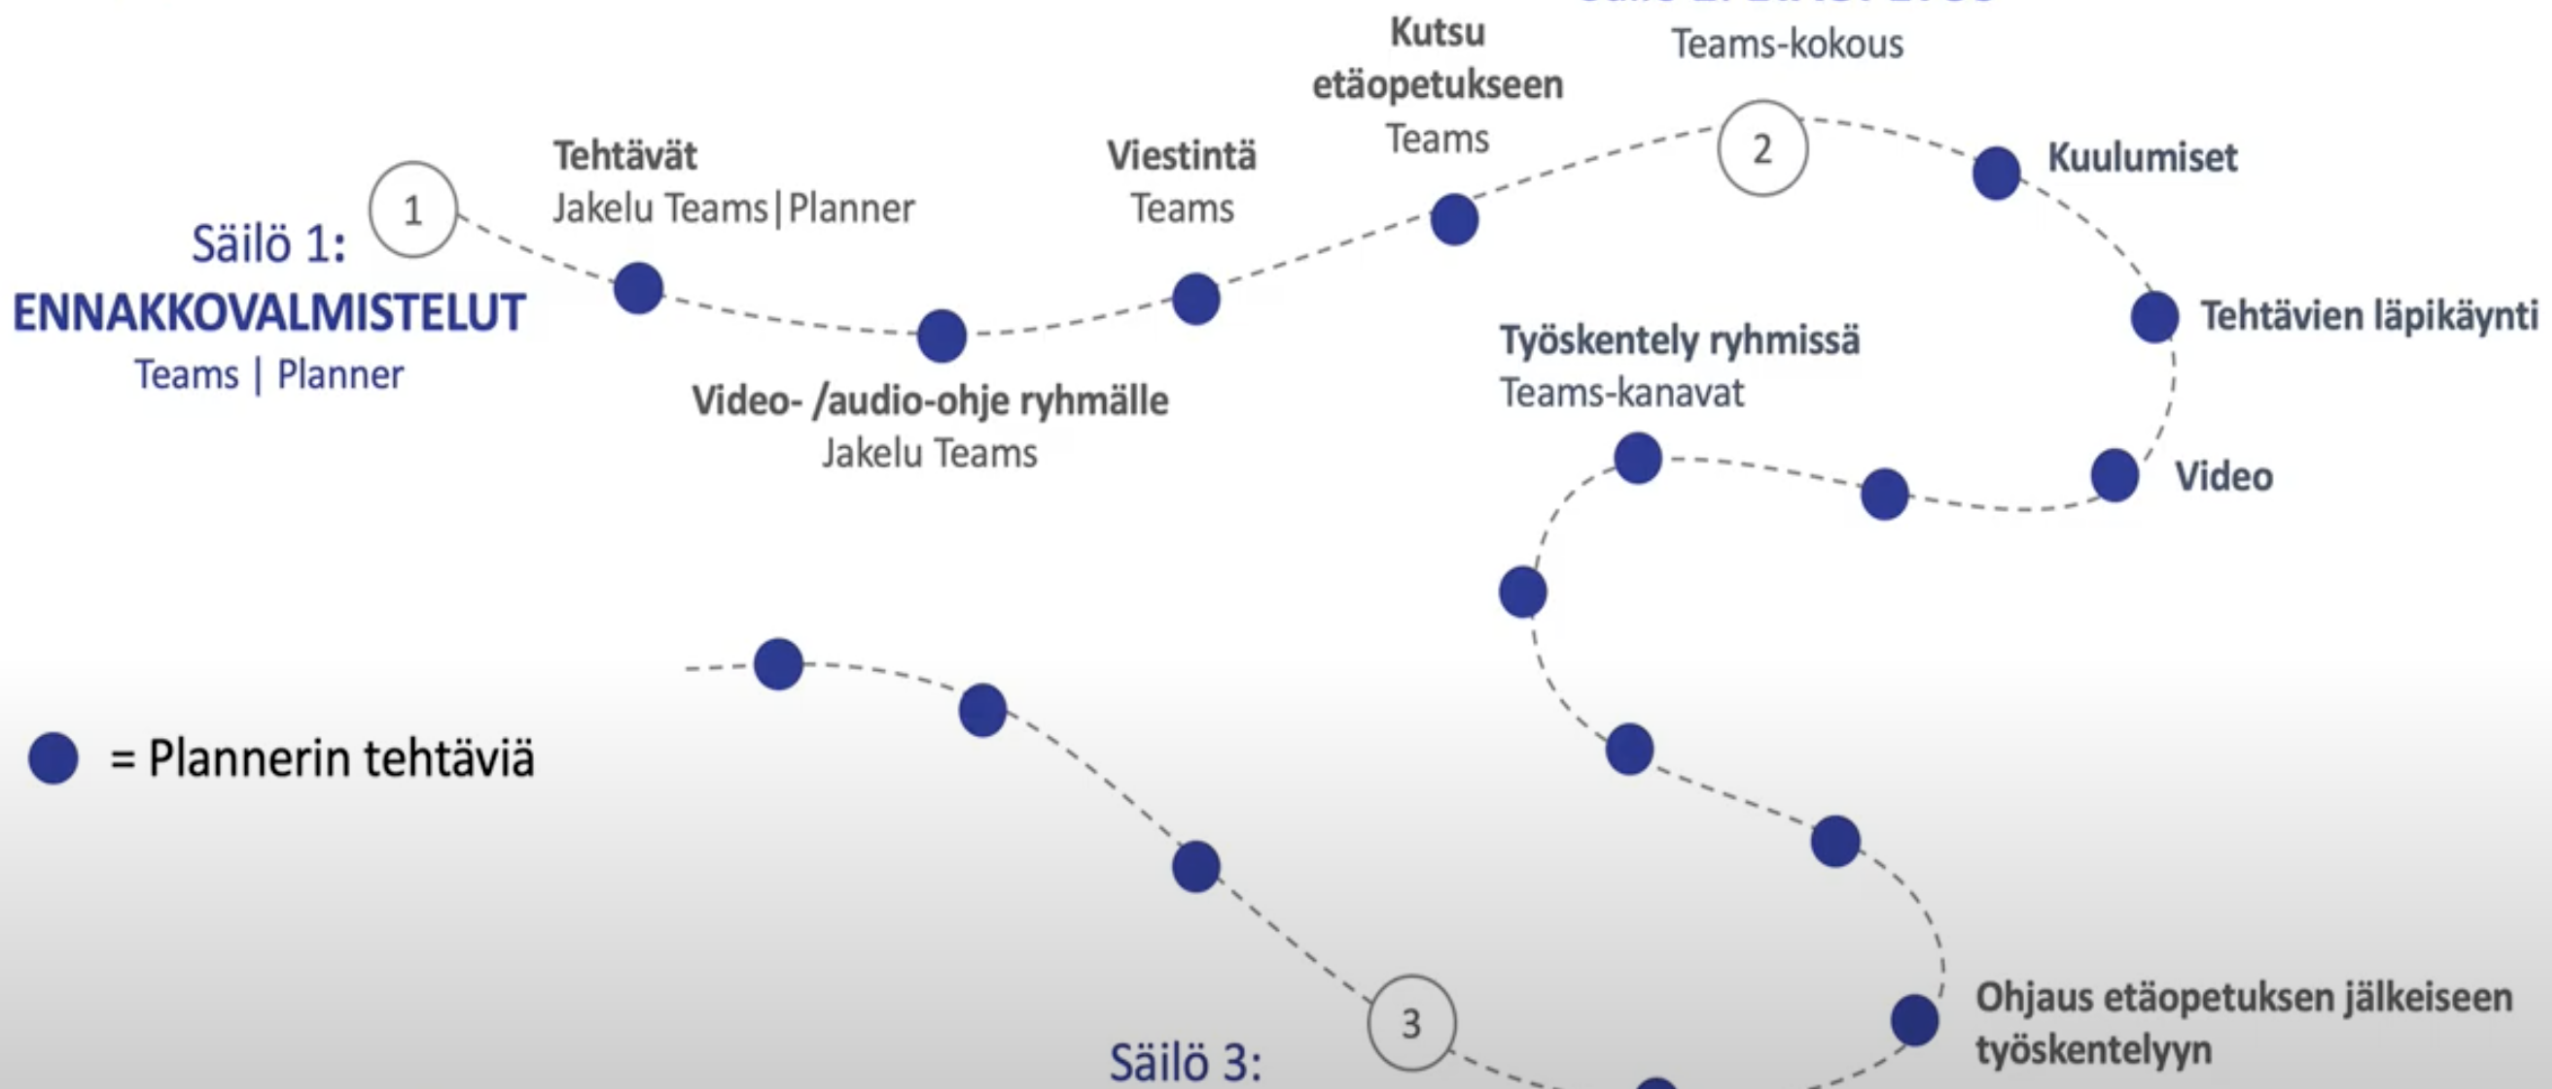 Kutsu
etäopetukseen
Teams
Teams-kokous
2
Kuulumiset
Tehtävät
Jakelu Teams|Planner
Viestintä
Teams
1
Säilö 1:
ENNAKKOVALMISTELUT
Teams | Planner
Video- /audio-ohje ryhmälle
Jakelu Teams
Tehtävien läpikäynti
Työskentely ryhmissä
Teams-kanavat
Video
= Plannerin tehtäviä
3
Säilö 3:
Ohjaus etäopetuksen jälkeiseen
työskentelyyn